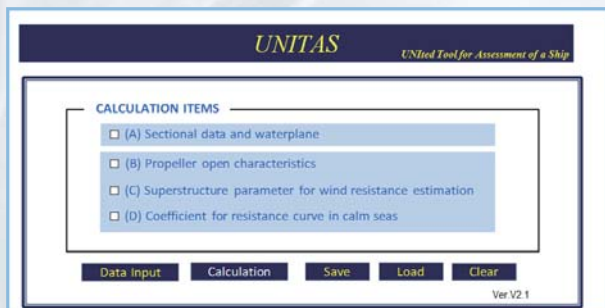 UNITAS
UNIted Tool for Assessment of a Ship
CALCULATION ITEMS
(A) Sectional data and waterplane
(B) Propeller open characteristics
(C) Superstructure parameter for wind resistance estimation
(D) Coefficient for resistance curve in calm seas
Data Input Calculation Save Load Clear
Ver.V2.1